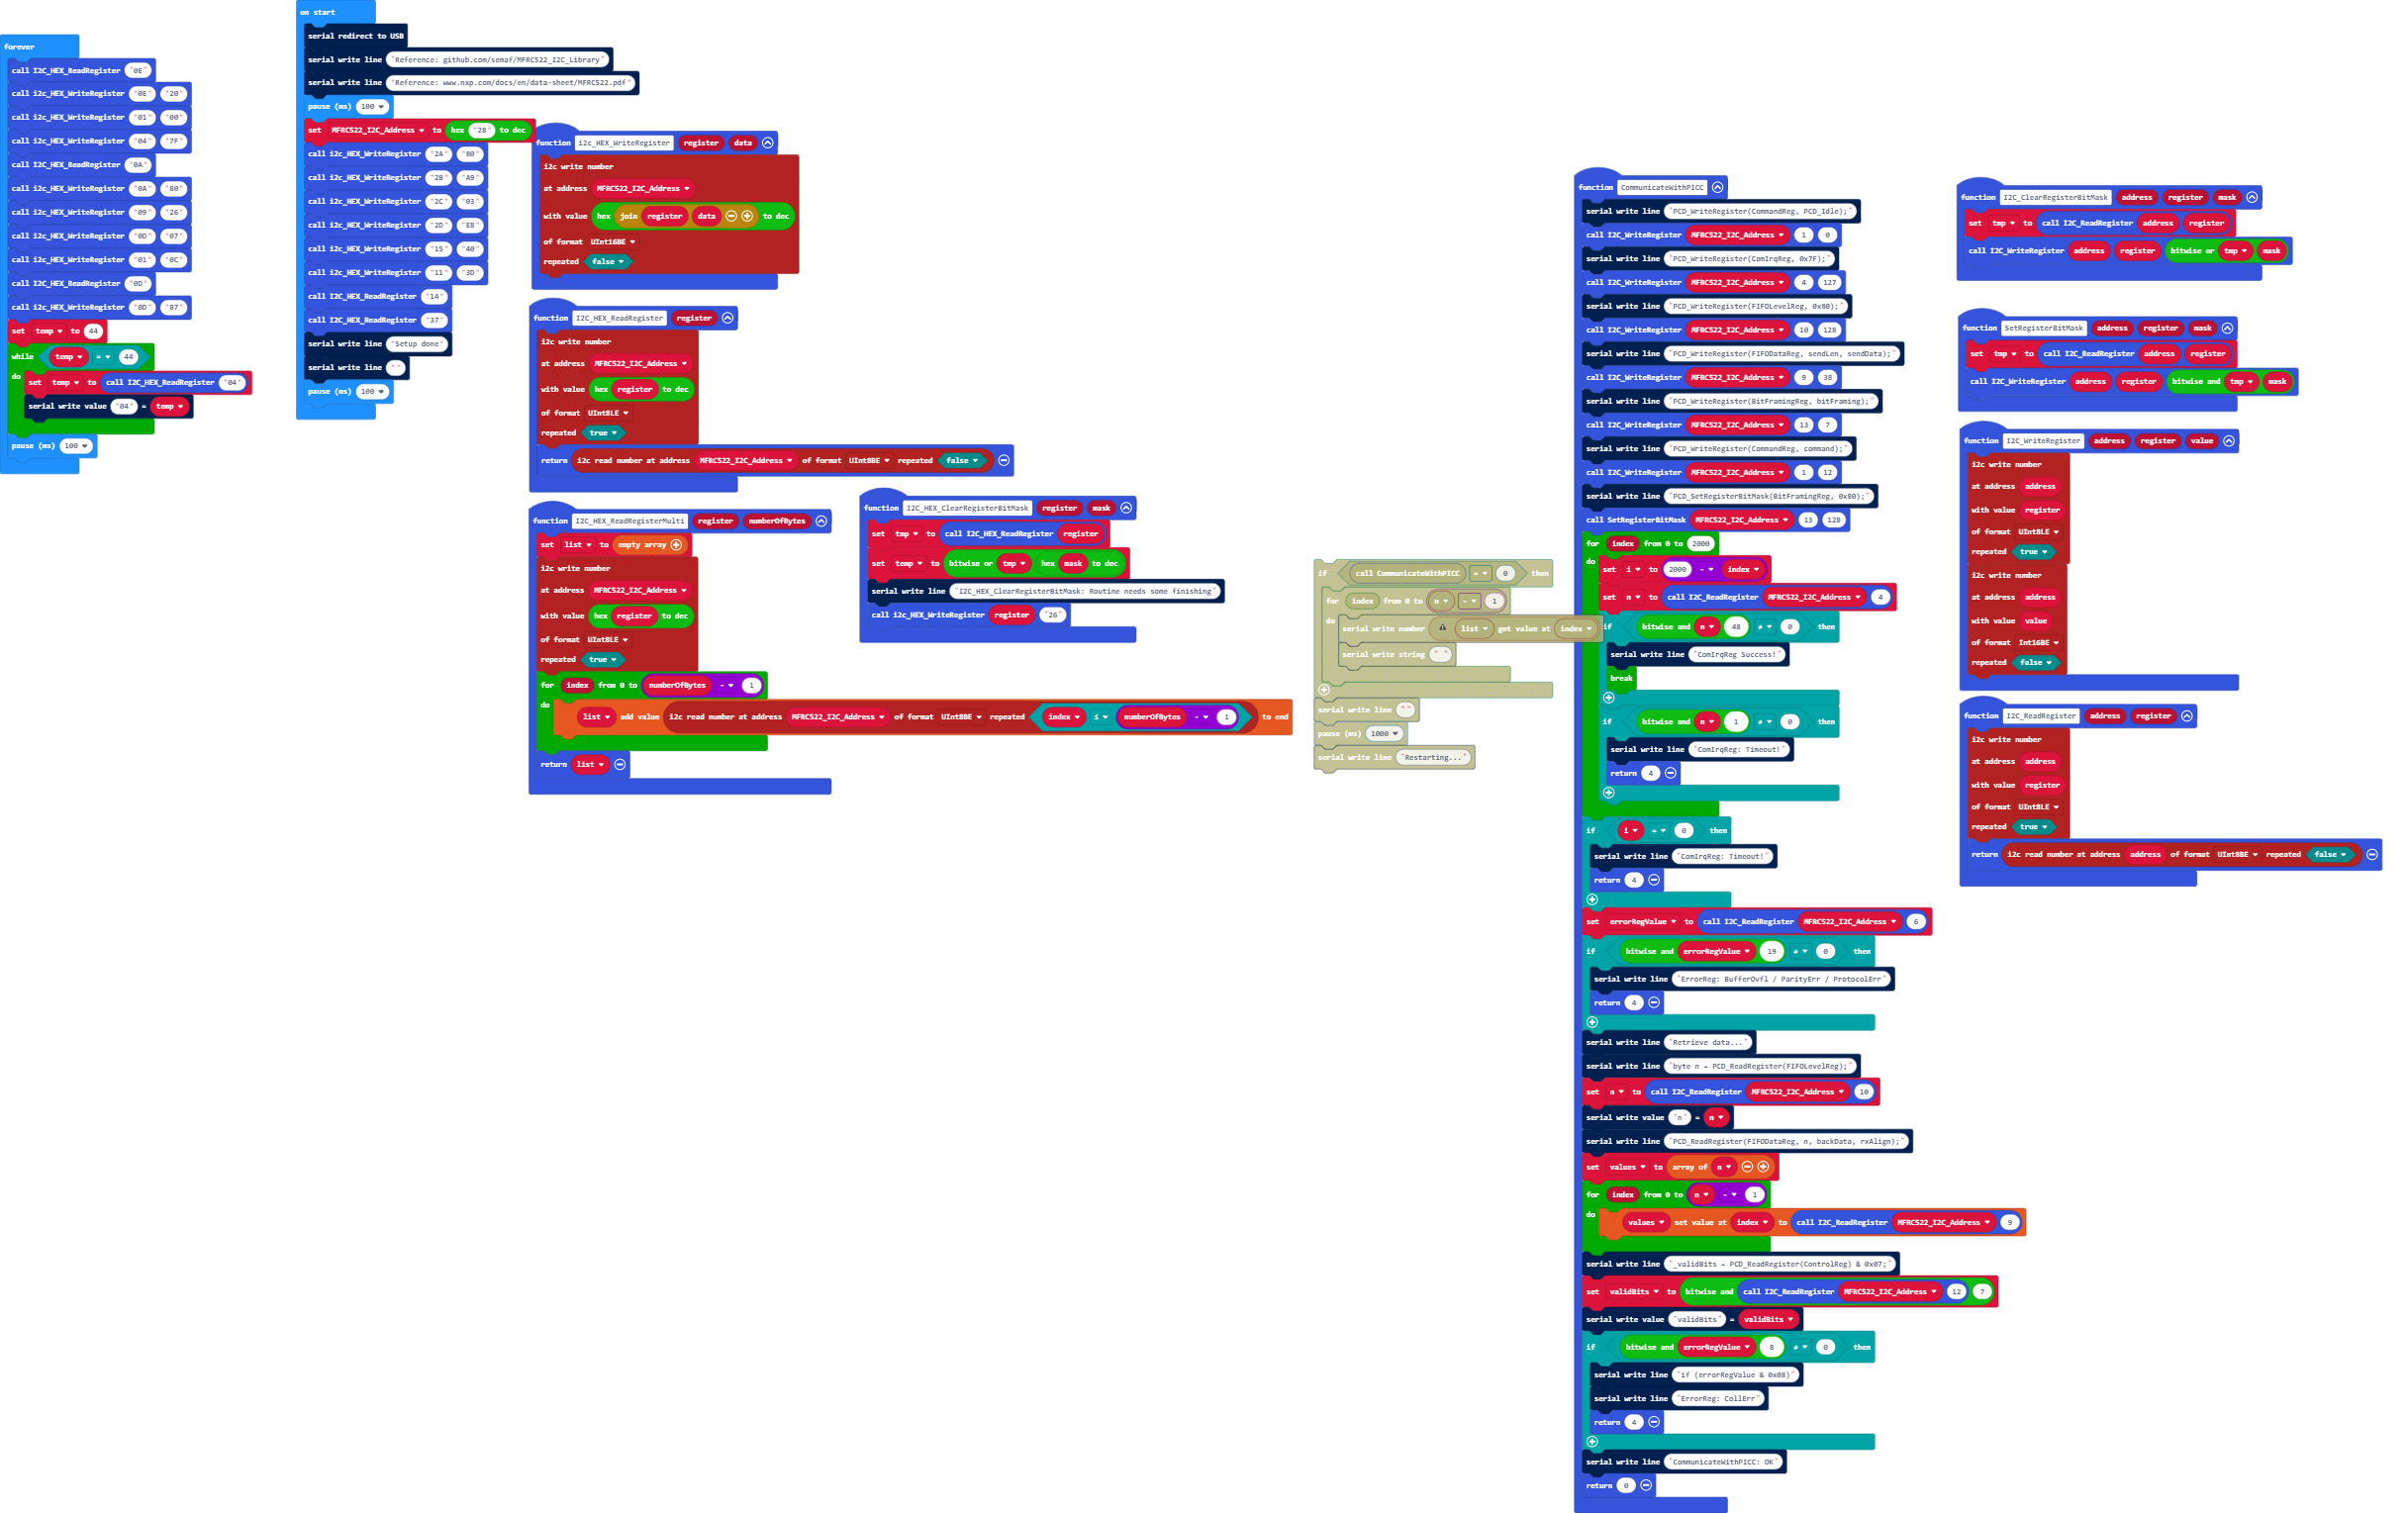 forever
call I2C_HEX_ReadRegister "0E"
call i2c_HEX_WriteRegister "0E" "20"
call i2c_HEX_WriteRegister "01" "00"
call i2c_HEX_WriteRegister "04" "7F"
call I2C_HEX_ReadRegister "0A"
call i2c_HEX_WriteRegister "0A" "80"
call i2c_HEX_WriteRegister "09" "26"
call i2c_HEX_WriteRegister "0D" "07"
call i2c_HEX_WriteRegister "01" "0C"
call I2C_HEX_ReadRegister "0D"
call i2c_HEX_WriteRegister "0D" "87"
set temp to 44
while temp = 44
do set temp to call I2C_HEX_ReadRegister "04"
serial write value "04" = temp
pause (ms) 100
on start
serial redirect to USB
serial write line "Reference: github.com/semaf/MFRC522_I2C_Library"
serial write line "Reference: www.nxp.com/docs/en/data-sheet/MFRC522.pdf"
pause (ms) 100
set MFRC522_I2C_Address to hex "28" to dec
call i2c_HEX_WriteRegister "2A" "80"
call i2c_HEX_WriteRegister "2B" "A9"
call i2c_HEX_WriteRegister "2C" "03"
call i2c_HEX_WriteRegister "2D" "E8"
call i2c_HEX_WriteRegister "15" "40"
call i2c_HEX_WriteRegister "11" "3D"
call I2C_HEX_ReadRegister "14"
call I2C_HEX_ReadRegister "37"
serial write line "Setup done"
serial write line " "
pause (ms) 100
function i2c_HEX_WriteRegister register data
i2c write number
at address MFRC522_I2C_Address
with value hex join register data to dec
of format UInt16BE
repeated false
function I2C_HEX_ReadRegister register
i2c write number
at address MFRC522_I2C_Address
with value hex register to dec
of format UInt8LE
repeated true
return i2c read number at address MFRC522_I2C_Address of format UInt8BE repeated false
function I2C_HEX_ReadRegisterMulti register numberOfBytes
set list to empty array
i2c write number
at address MFRC522_I2C_Address
with value hex register to dec
of format UInt8LE
repeated true
for index from 0 to numberOfBytes - 1
do list add value i2c read number at address MFRC522_I2C_Address of format UInt8BE repeated index ≤ numberOfBytes - 1 to end
return list
function I2C_HEX_ClearRegisterBitMask register mask
set tmp to call I2C_HEX_ReadRegister register
set temp to bitwise or tmp hex mask to dec
serial write line "I2C_HEX_ClearRegisterBitMask: Routine needs some finishing"
call i2c_HEX_WriteRegister register "26"
if call CommunicateWithPICC = 0 then
for index from 0 to n - 1
do serial write number list get value at index
serial write string " "
serial write line ""
pause (ms) 1000
serial write line "Restarting..."
function CommunicateWithPICC
serial write line "PCD_WriteRegister(CommandReg, PCD_Idle);"
call I2C_WriteRegister MFRC522_I2C_Address 1 0
serial write line "PCD_WriteRegister(ComIrqReg, 0x7F);"
call I2C_WriteRegister MFRC522_I2C_Address 4 127
serial write line "PCD_WriteRegister(FIFOLevelReg, 0x80);"
call I2C_WriteRegister MFRC522_I2C_Address 10 128
serial write line "PCD_WriteRegister(FIFODataReg, sendLen, sendData);"
call I2C_WriteRegister MFRC522_I2C_Address 9 38
serial write line "PCD_WriteRegister(BitFramingReg, bitFraming);"
call I2C_WriteRegister MFRC522_I2C_Address 13 7
serial write line "PCD_WriteRegister(CommandReg, command);"
call I2C_WriteRegister MFRC522_I2C_Address 1 12
serial write line "PCD_SetRegisterBitMask(BitFramingReg, 0x80);"
call SetRegisterBitMask MFRC522_I2C_Address 13 128
for index from 0 to 2000
do set i to 2000 - index
set n to call I2C_ReadRegister MFRC522_I2C_Address 4
if bitwise and n 48 ≠ 0 then
serial write line "ComIrqReg Success!"
break
if bitwise and n 1 ≠ 0 then
serial write line "ComIrqReg: Timeout!"
return 4
if i = 0 then
serial write line "ComIrqReg: Timeout!"
return 4
set errorRegValue to call I2C_ReadRegister MFRC522_I2C_Address 6
if bitwise and errorRegValue 19 ≠ 0 then
serial write line "ErrorReg: BufferOvfl / ParityErr / ProtocolErr"
return 4
serial write line "Retrieve data..."
serial write line "byte n = PCD_ReadRegister(FIFOLevelReg);"
set n to call I2C_ReadRegister MFRC522_I2C_Address 10
serial write value "n" = n
serial write line "PCD_ReadRegister(FIFODataReg, n, backData, rxAlign);"
set values to array of n
for index from 0 to n - 1
do values set value at index to call I2C_ReadRegister MFRC522_I2C_Address 9
serial write line "_validBits = PCD_ReadRegister(ControlReg) & 0x07;"
set validBits to bitwise and call I2C_ReadRegister MFRC522_I2C_Address 12 7
serial write value "validBits" = validBits
if bitwise and errorRegValue 8 ≠ 0 then
serial write line "if (errorRegValue & 0x08)"
serial write line "ErrorReg: CollErr"
return 4
serial write line "CommunicateWithPICC: OK"
return 0
function I2C_ClearRegisterBitMask address register mask
set tmp to call I2C_ReadRegister address register
call I2C_WriteRegister address register bitwise or tmp mask
function SetRegisterBitMask address register mask
set tmp to call I2C_ReadRegister address register
call I2C_WriteRegister address register bitwise and tmp mask
function I2C_WriteRegister address register value
i2c write number
at address address
with value register
of format UInt8LE
repeated true
i2c write number
at address address
with value value
of format Int16BE
repeated false
function I2C_ReadRegister address register
i2c write number
at address address
with value register
of format UInt8LE
repeated true
return i2c read number at address address of format UInt8BE repeated false